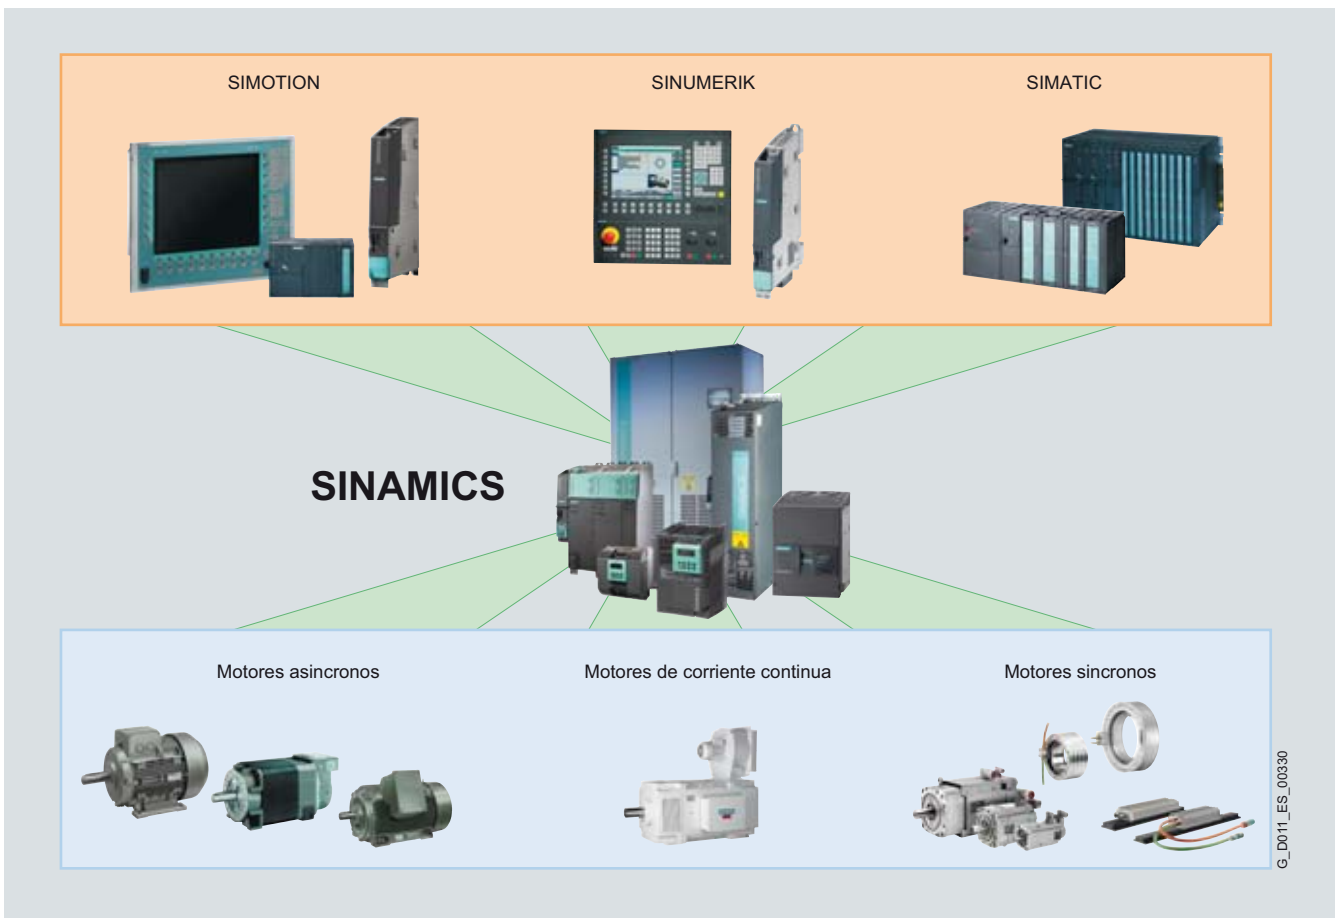 SIMOTION
SINUMERIK
SIMATIC
SINAMICS
Motores asincronos
Motores de corriente continua
Motores sincronos
G_D011_ES_00330